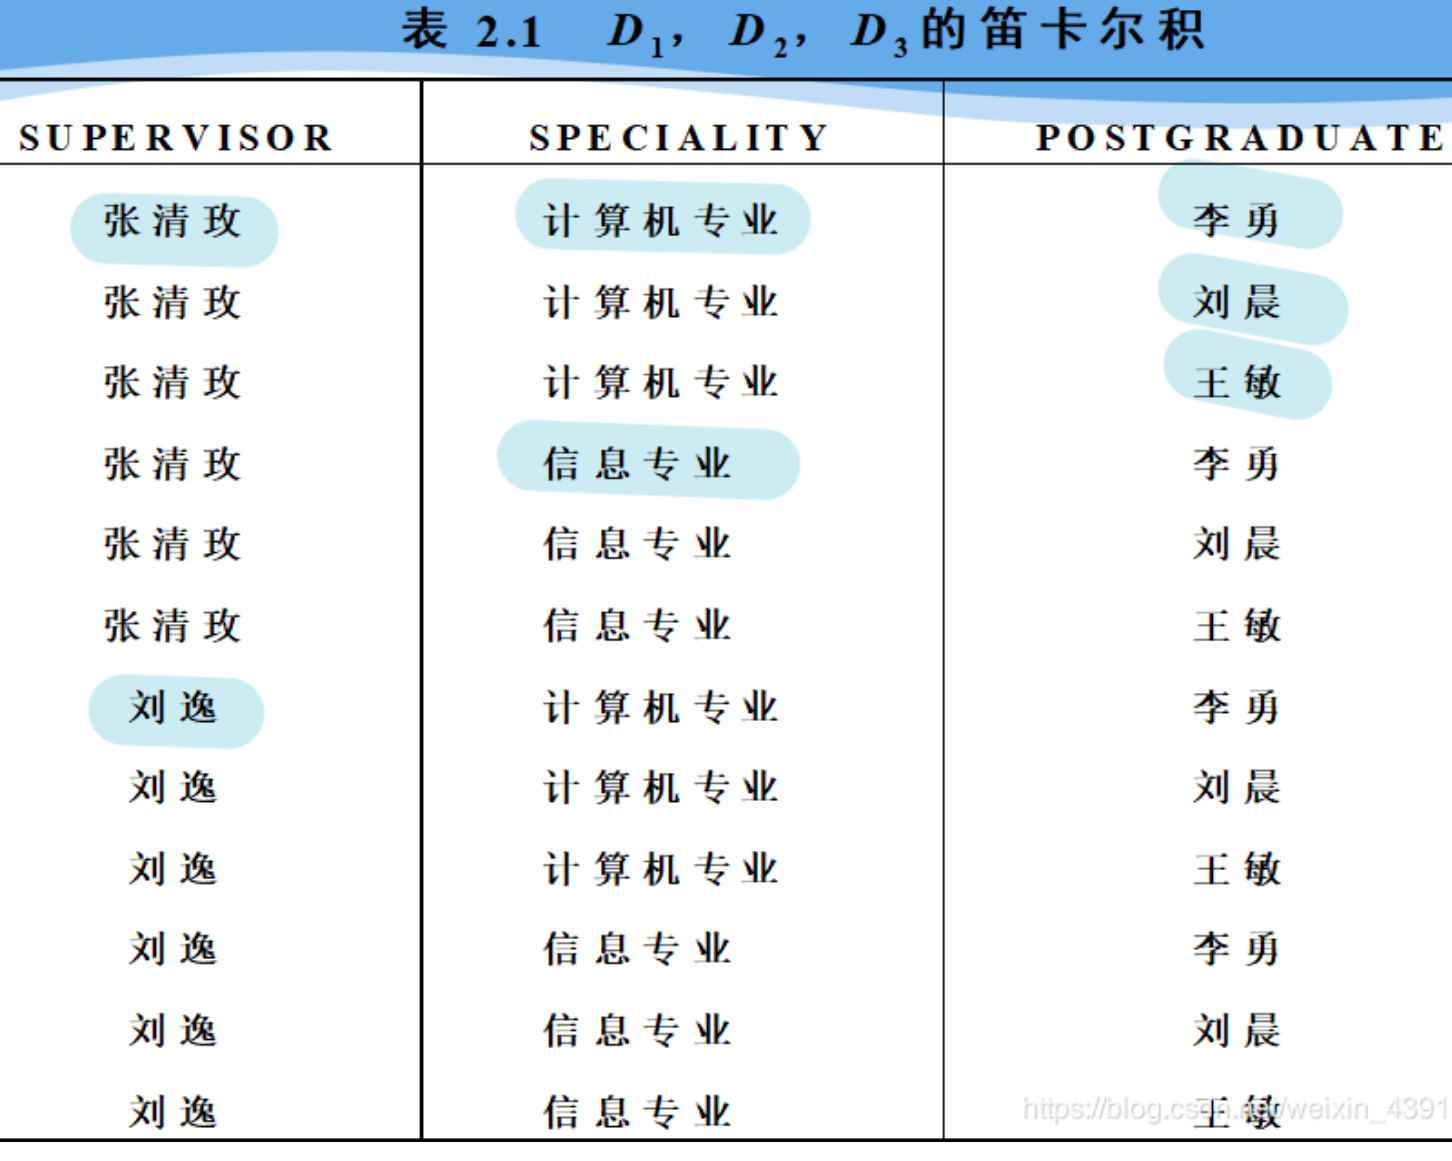 表 2.1 D1， D2， D3的笛卡尔积
SUPERVISOR SPECIALITY POSTGRADUATE
张清玫 计算机专业 李勇
张清玫 计算机专业 刘晨
张清玫 计算机专业 王敏
张清玫 信息专业 李勇
张清玫 信息专业 刘晨
张清玫 信息专业 王敏
刘逸 计算机专业 李勇
刘逸 计算机专业 刘晨
刘逸 计算机专业 王敏
刘逸 信息专业 李勇
刘逸 信息专业 刘晨
刘逸 信息专业 王敏
https://blog.csdn.net/weixin_4391